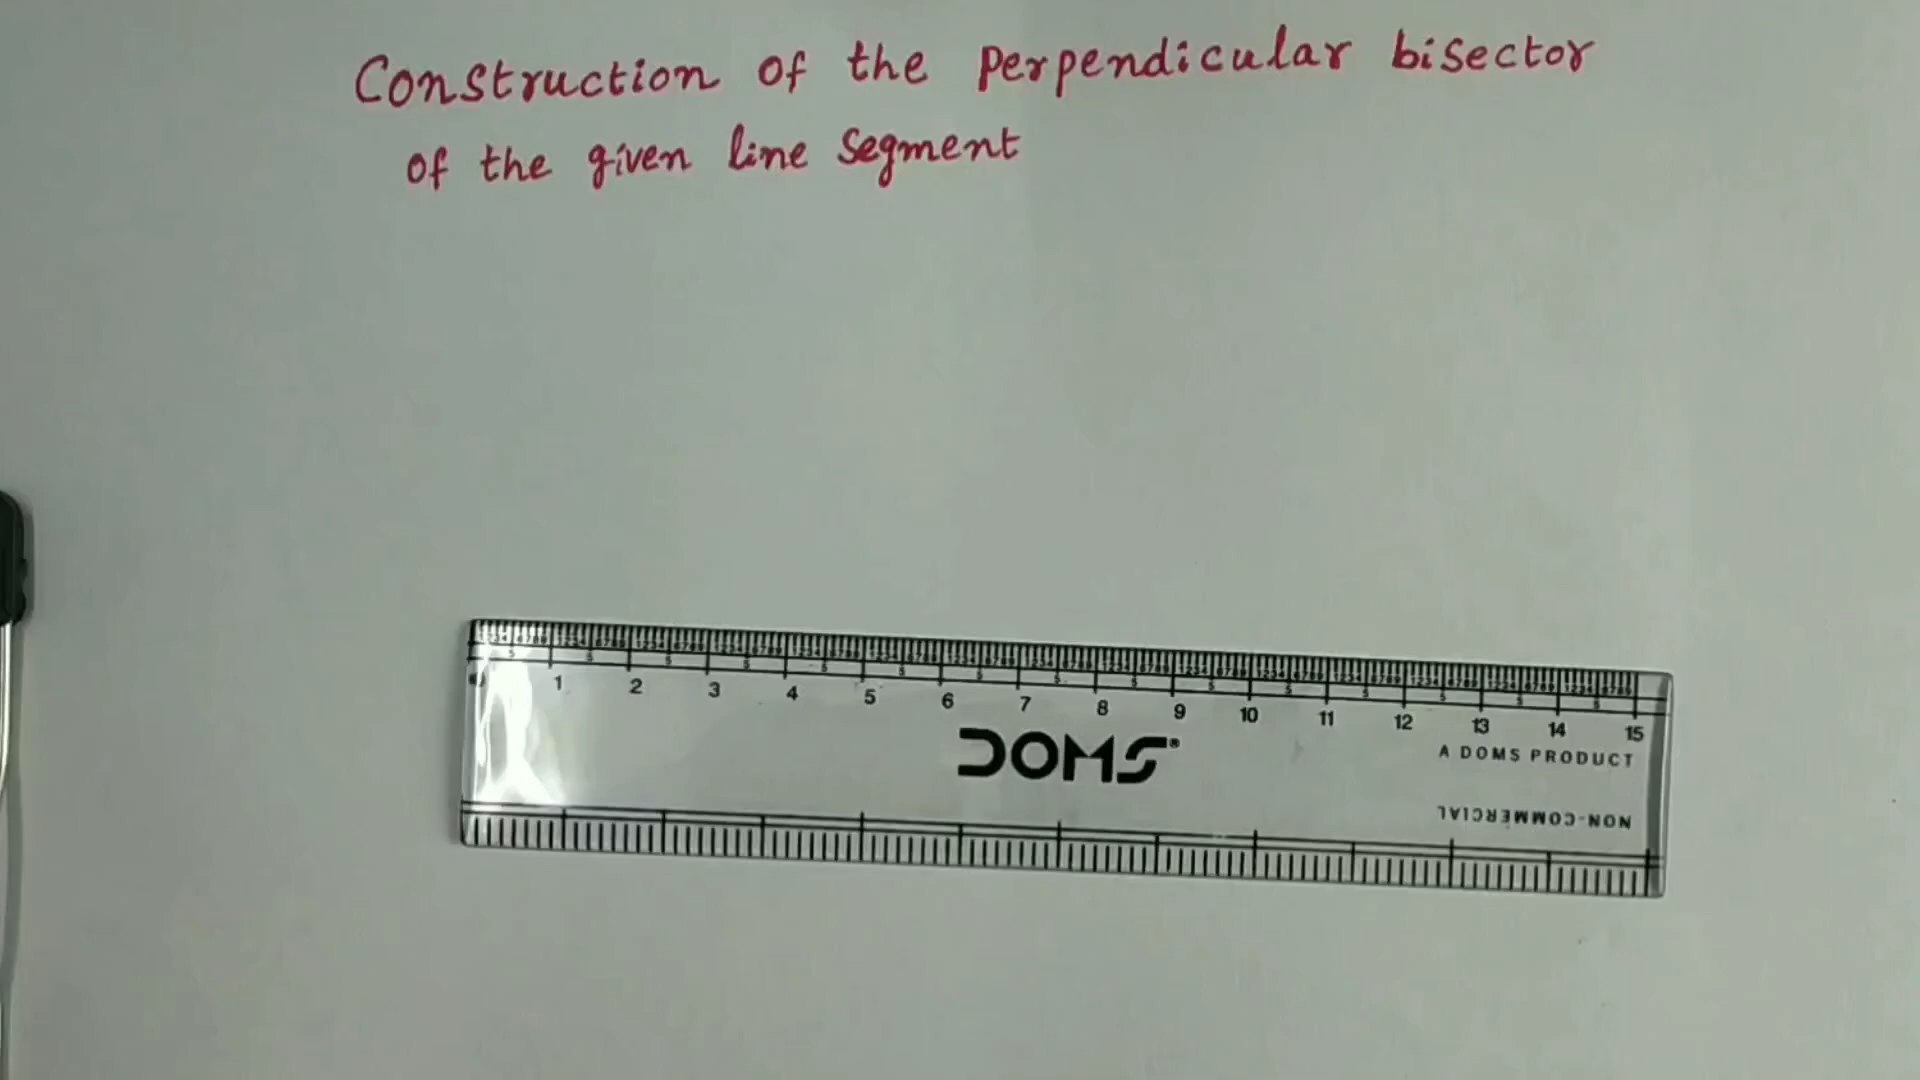 Construction of the perpendicular bisector
of the given line segment
1 2 3 4 5 6 7 8 9 10 11 12 13 14 15
DOMS®
A DOMS PRODUCT
NON-COMMERCIAL